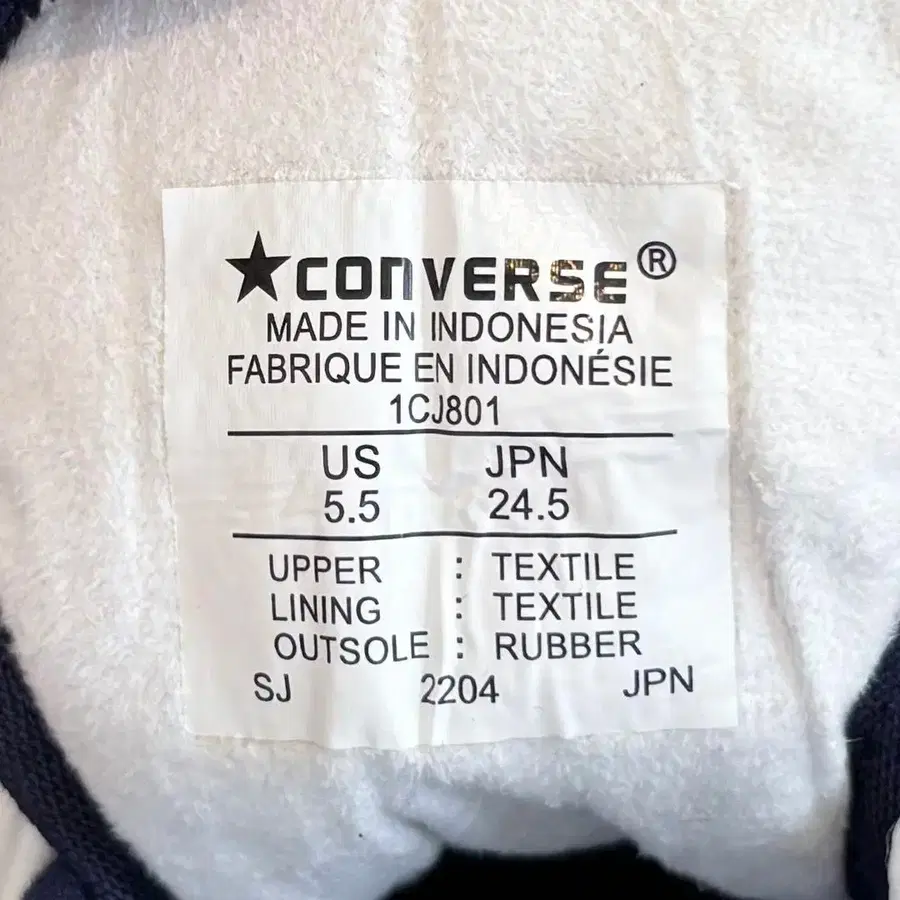 ★CONVERSE®
MADE IN INDONESIA
FABRIQUE EN INDONÉSIE
1CJ801
US JPN
5.5 24.5
UPPER : TEXTILE
LINING : TEXTILE
OUTSOLE : RUBBER
SJ 2204 JPN